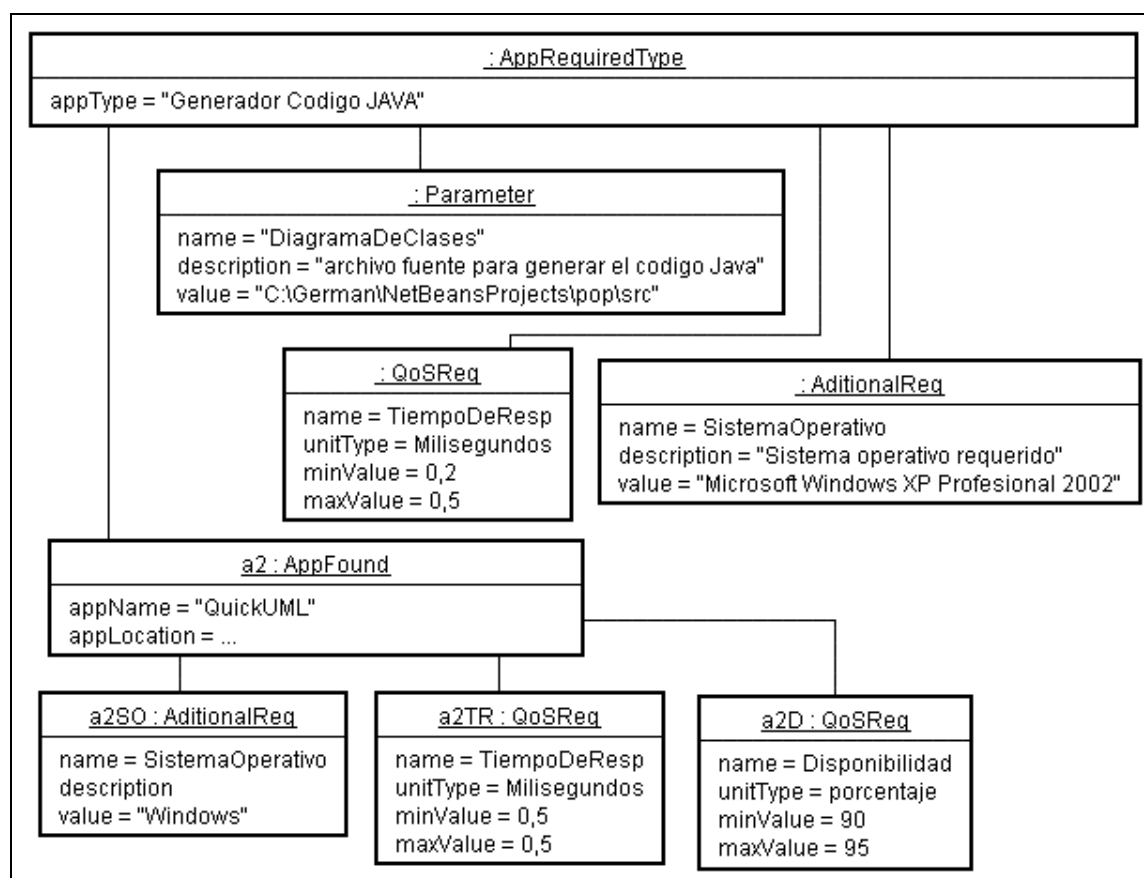 : AppRequiredType
appType = "Generador Codigo JAVA"
: Parameter
name = "DiagramaDeClases"
description = "archivo fuente para generar el codigo Java"
value = "C:\German\NetBeansProjects\pop\src"
: QoSReq
name = TiempoDeResp
unitType = Milisegundos
minValue = 0,2
maxValue = 0,5
: AditionalReq
name = SistemaOperativo
description = "Sistema operativo requerido"
value = "Microsoft Windows XP Profesional 2002"
a2 : AppFound
appName = "QuickUML"
appLocation = ...
a2SO : AditionalReq
name = SistemaOperativo
description
value = "Windows"
a2TR : QoSReq
name = TiempoDeResp
unitType = Milisegundos
minValue = 0,5
maxValue = 0,5
a2D : QoSReq
name = Disponibilidad
unitType = porcentaje
minValue = 90
maxValue = 95